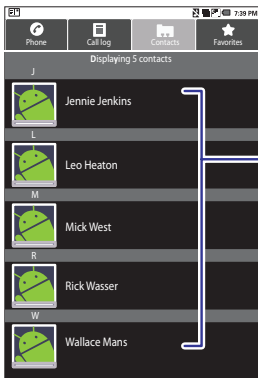 7:39 PM
Phone Call log Contacts Favorites
Displaying 5 contacts
J
Jennie Jenkins
L
Leo Heaton
M
Mick West
R
Rick Wasser
W
Wallace Mans